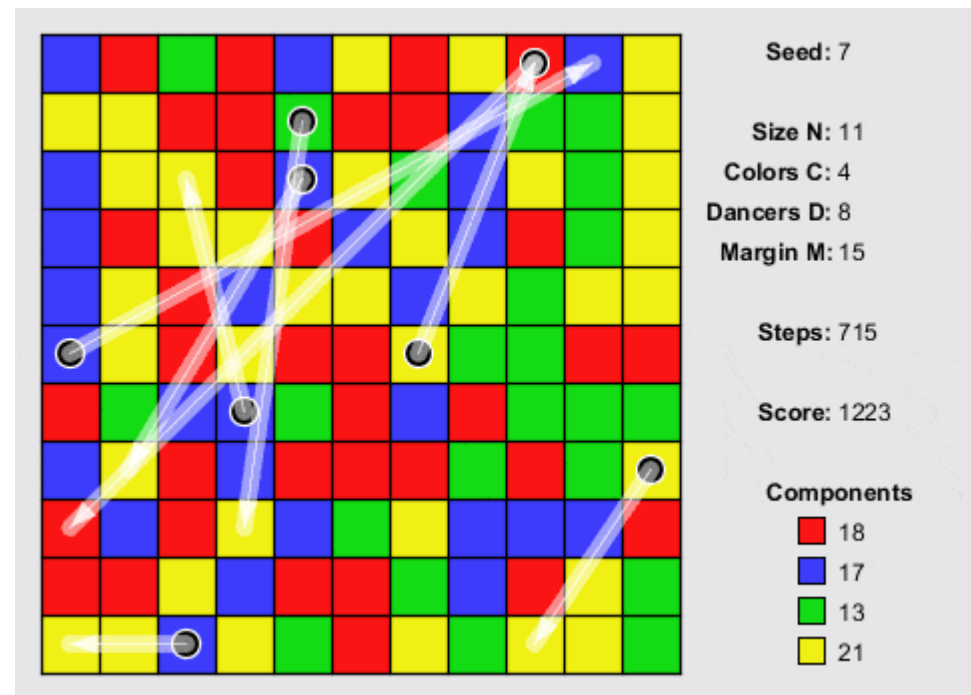 Seed: 7
Size N: 11
Colors C: 4
Dancers D: 8
Margin M: 15
Steps: 715
Score: 1223
Components
18
17
13
21